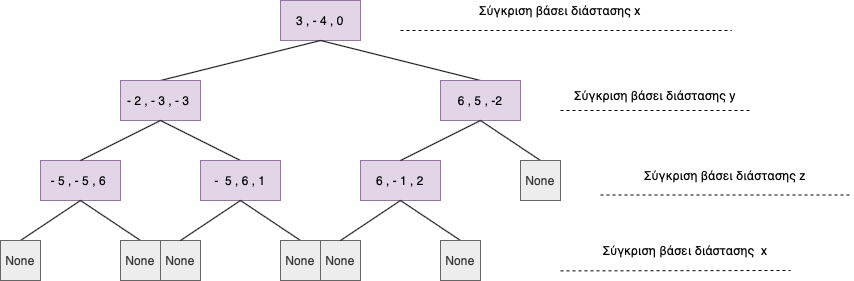 3 , - 4 , 0
Σύγκριση βάσει διάστασης x
- 2 , - 3 , - 3
6 , 5 , -2
Σύγκριση βάσει διάστασης y
- 5 , - 5 , 6
- 5 , 6 , 1
6 , - 1 , 2
None
Σύγκριση βάσει διάστασης z
None
None
None
None
None
None
Σύγκριση βάσει διάστασης x